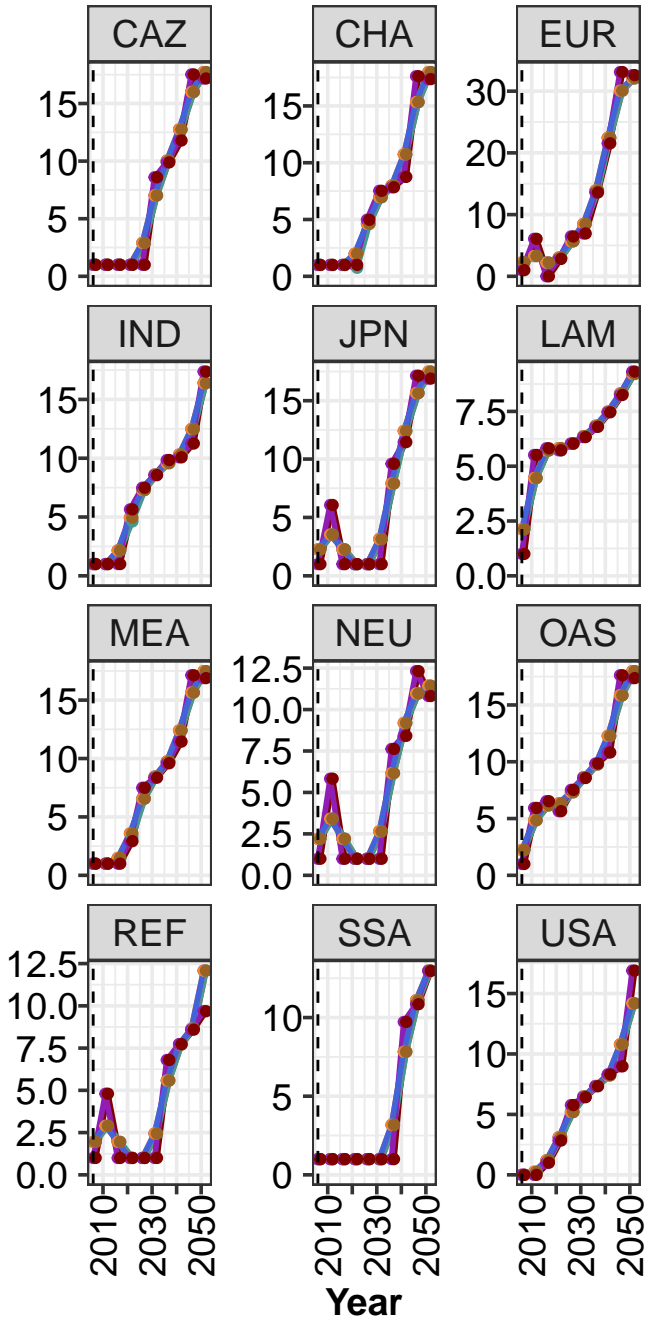 CAZ CHA EUR
15 15 30
10 10 20
5 5 10
0 0 0
IND JPN LAM
15 15 7.5
10 10 5.0
5 5 2.5
0 0 0.0
MEA NEU OAS
15 12.5 15
10 10.0 10
5 7.5 5
0 5.0 0
2.5
0.0
REF SSA USA
12.5 10 15
10.0 5 10
7.5 0 5
5.0 0
2.5
0.0
2010 2030 2050 2010 2030 2050 2010 2030 2050
Year